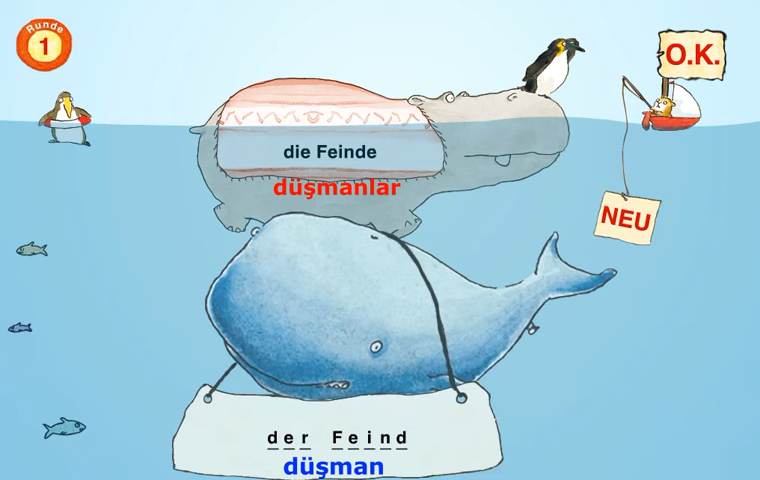 Runde
1
O.K.
die Feinde
düşmanlar
NEU
der Feind
düşman